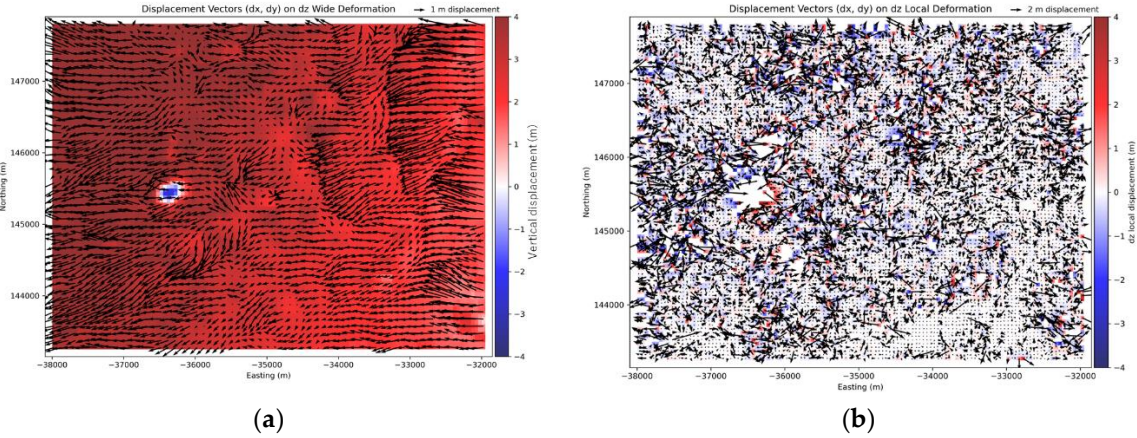 Displacement Vectors (dx, dy) on dz Wide Deformation
1 m displacement
147000
146000
145000
144000
Northing (m)
−38000 −37000 −36000 −35000 −34000 −33000 −32000
Easting (m)
4
3
2
1
0
−1
−2
−3
−4
Vertical displacement (m)
(a)
Displacement Vectors (dx, dy) on dz Local Deformation
2 m displacement
147000
146000
145000
144000
Northing (m)
−38000 −37000 −36000 −35000 −34000 −33000 −32000
Easting (m)
4
3
2
1
0
−1
−2
−3
−4
dz local displacement (m)
(b)